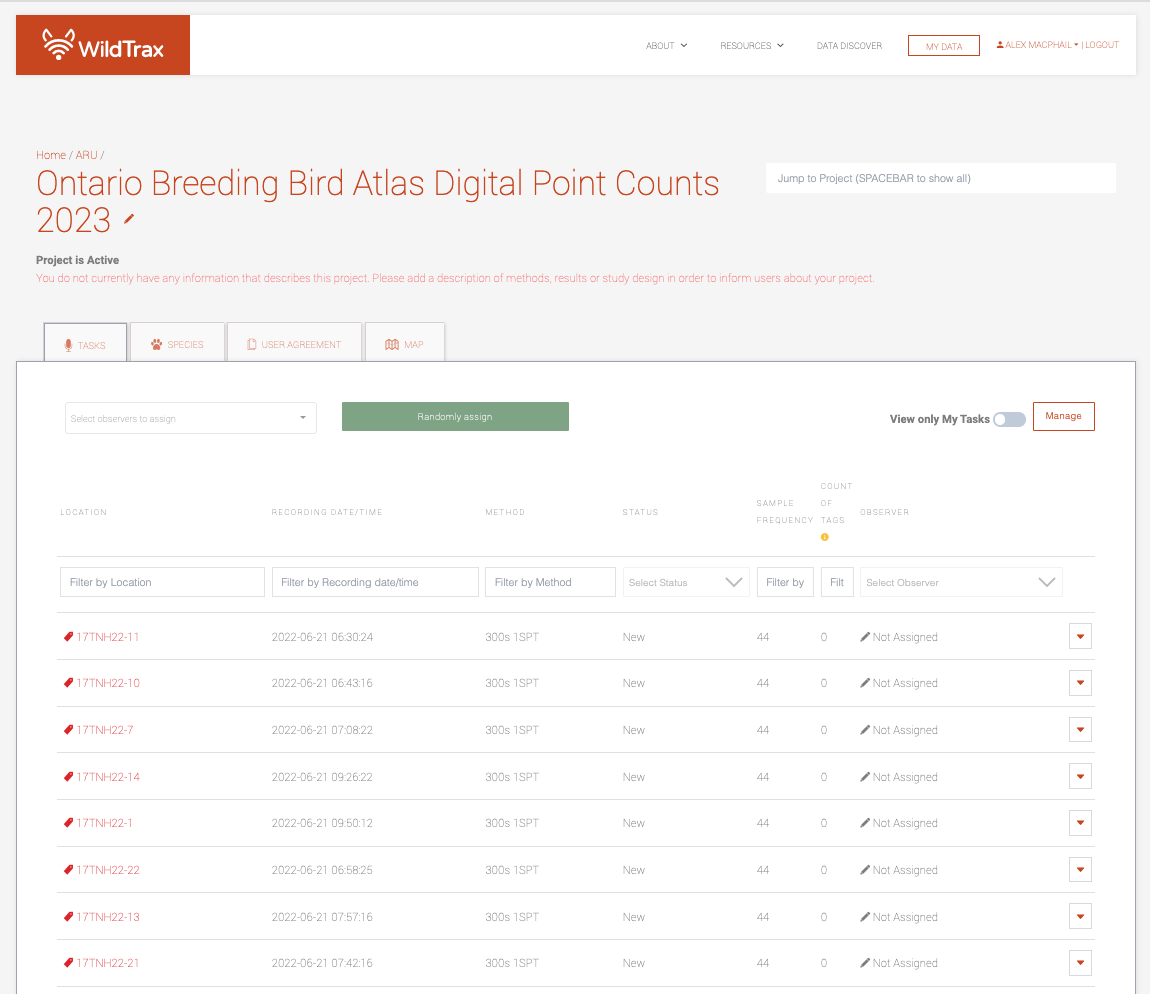 WildTrax
ABOUT RESOURCES DATA DISCOVER MY DATA ALEX MACPHAIL | LOGOUT
Home / ARU /
Ontario Breeding Bird Atlas Digital Point Counts
2023
Jump to Project (SPACEBAR to show all)
Project is Active
You do not currently have any information that describes this project. Please add a description of methods, results or study design in order to inform users about your project.
TASKS SPECIES USER AGREEMENT MAP
Select observers to assign Randomly assign View only My Tasks Manage
LOCATION RECORDING DATE/TIME METHOD STATUS SAMPLE FREQUENCY COUNT OF TAGS OBSERVER
Filter by Location Filter by Recording date/time Filter by Method Select Status Filter by Filt Select Observer
17TNH22-11 2022-06-21 06:30:24 300s 1SPT New 44 0 Not Assigned
17TNH22-10 2022-06-21 06:43:16 300s 1SPT New 44 0 Not Assigned
17TNH22-7 2022-06-21 07:08:22 300s 1SPT New 44 0 Not Assigned
17TNH22-14 2022-06-21 09:26:22 300s 1SPT New 44 0 Not Assigned
17TNH22-1 2022-06-21 09:50:12 300s 1SPT New 44 0 Not Assigned
17TNH22-22 2022-06-21 06:58:25 300s 1SPT New 44 0 Not Assigned
17TNH22-13 2022-06-21 07:57:16 300s 1SPT New 44 0 Not Assigned
17TNH22-21 2022-06-21 07:42:16 300s 1SPT New 44 0 Not Assigned